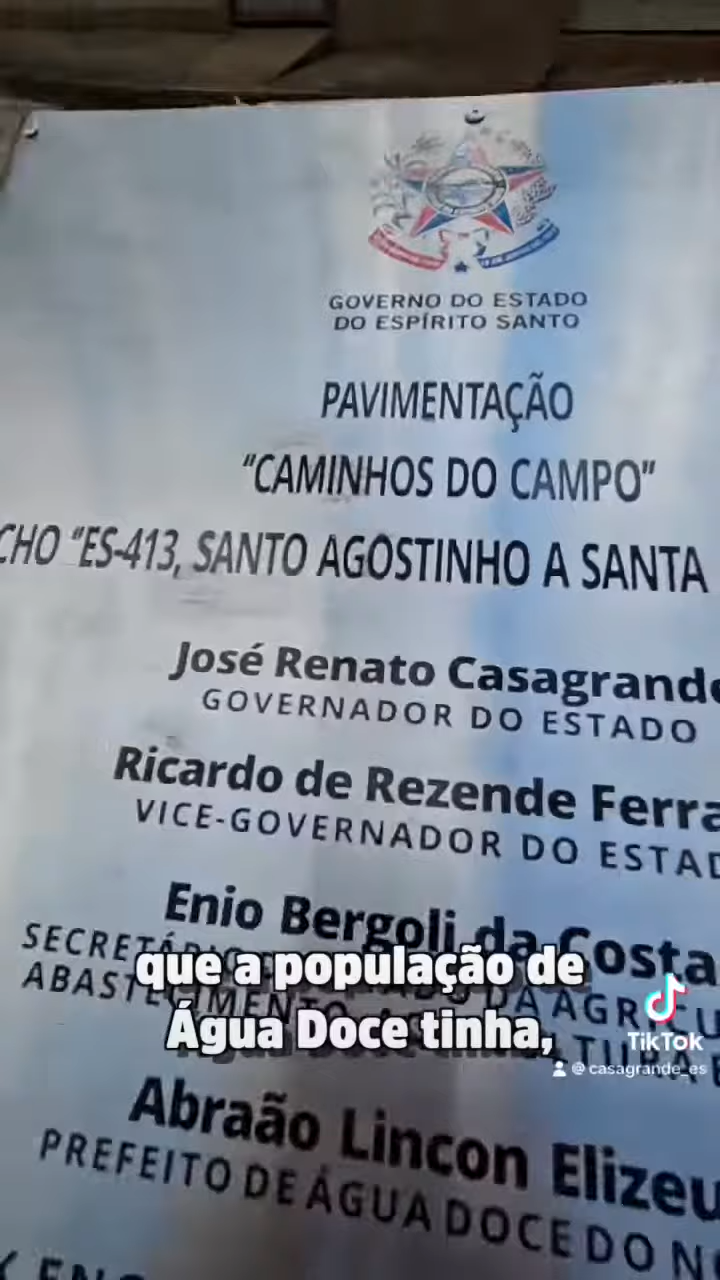 GOVERNO DO ESTADO
DO ESPÍRITO SANTO
PAVIMENTAÇÃO
"CAMINHOS DO CAMPO"
CHO "ES-413, SANTO AGOSTINHO A SANTA
José Renato Casagrande
GOVERNADOR DO ESTADO
Ricardo de Rezende Ferra
VICE-GOVERNADOR DO ESTAD
Enio Bergoli da Costa
que a população de
Água Doce tinha,
TikTok
@casagrande_es
Abraão Lincon Elizeu
PREFEITO DE ÁGUA DOCE DO N